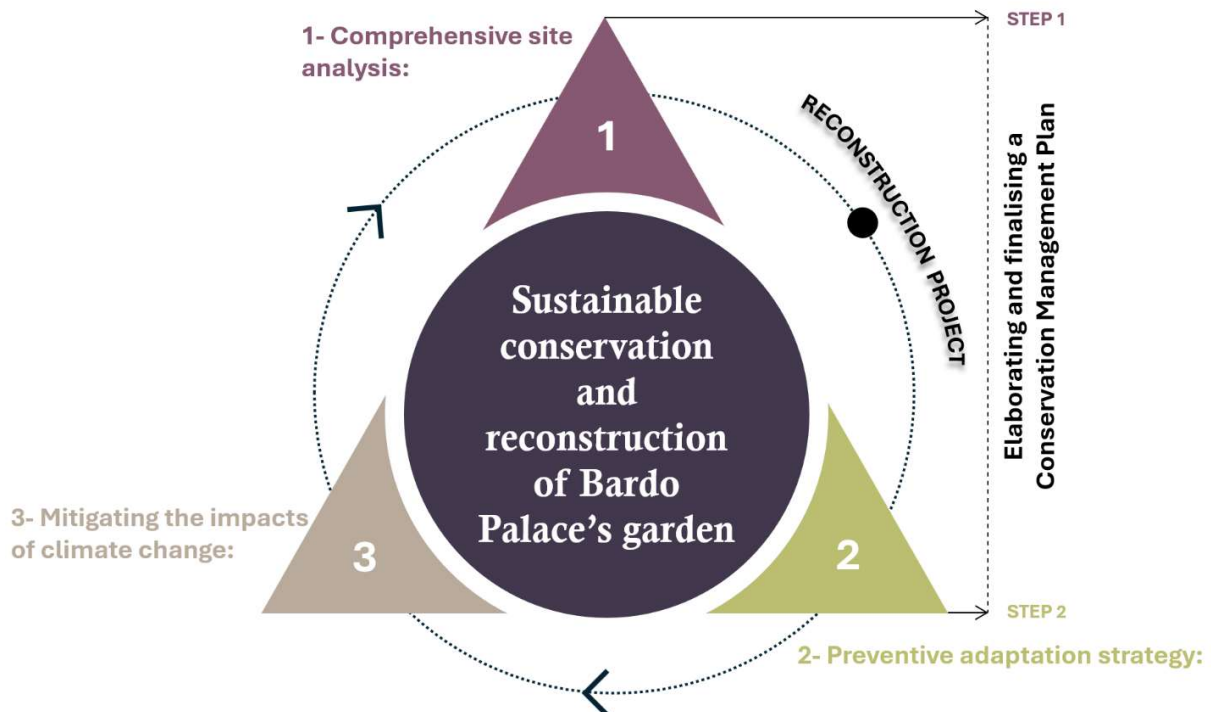 1- Comprehensive site
analysis:
1
STEP 1
RECONSTRUCTION PROJECT
Elaborating and finalising a
Conservation Management Plan
Sustainable
conservation
and
reconstruction
of Bardo
Palace's garden
3- Mitigating the impacts
of climate change:
3
2
STEP 2
2- Preventive adaptation strategy: